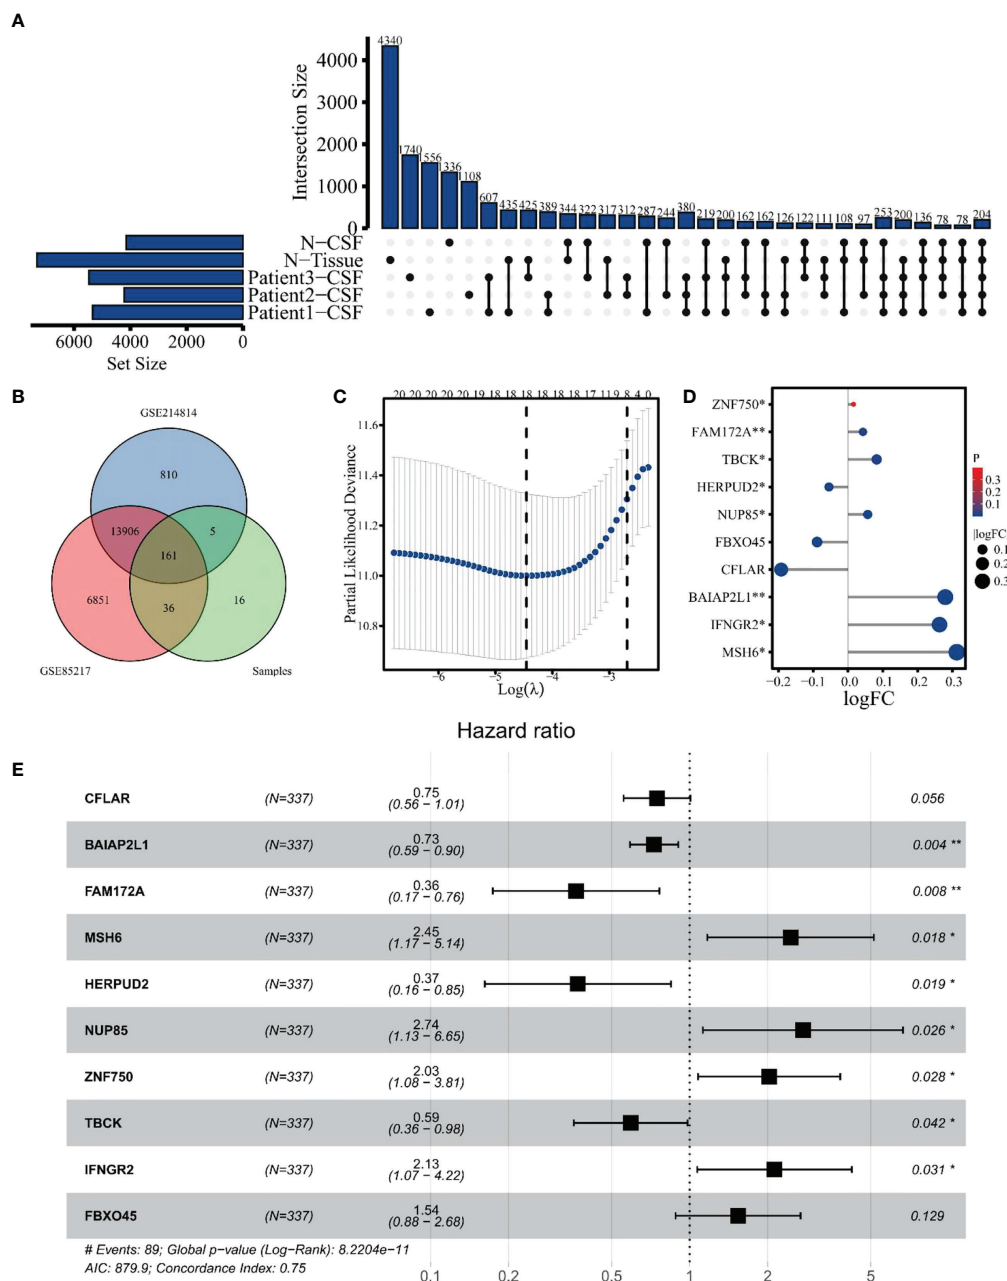 A
Intersection Size
4000
3000
2000
1000
0
4340
1740
1556
1336
1108
607
435
425
389
344
322
317
312
287
244
380
219
200
162
162
126
122
111
108
97
253
200
136
78
78
204
N-CSF
N-Tissue
Patient3-CSF
Patient2-CSF
Patient1-CSF
6000 4000 2000 0
Set Size
B
GSE214814
810
13906
5
161
6851
36
16
GSE85217
Samples
C
20 20 20 20 19 18 18 18 18 18 17 11 9 8 4 0
Partial Likelihood Deviance
11.6
11.4
11.2
11.0
10.8
-6 -5 -4 -3
Log(λ)
D
ZNF750*
FAM172A**
TBCK*
HERPUD2*
NUP85*
FBXO45
CFLAR
BAIAP2L1**
IFNGR2*
MSH6*
-0.2 -0.1 0.0 0.1 0.2 0.3
logFC
P
0.3
0.2
0.1
|logFC|
0.1
0.2
0.3
Hazard ratio
E
CFLAR (N=337) 0.75 (0.56 – 1.01) 0.056
BAIAP2L1 (N=337) 0.73 (0.59 – 0.90) 0.004 **
FAM172A (N=337) 0.36 (0.17 – 0.76) 0.008 **
MSH6 (N=337) 2.45 (1.17 – 5.14) 0.018 *
HERPUD2 (N=337) 0.37 (0.16 – 0.85) 0.019 *
NUP85 (N=337) 2.74 (1.13 – 6.65) 0.026 *
ZNF750 (N=337) 2.03 (1.08 – 3.81) 0.028 *
TBCK (N=337) 0.59 (0.36 – 0.98) 0.042 *
IFNGR2 (N=337) 2.13 (1.07 – 4.22) 0.031 *
FBXO45 (N=337) 1.54 (0.88 – 2.68) 0.129
# Events: 89; Global p-value (Log-Rank): 8.2204e-11
AIC: 879.9; Concordance Index: 0.75
0.1 0.2 0.5 1 2 5